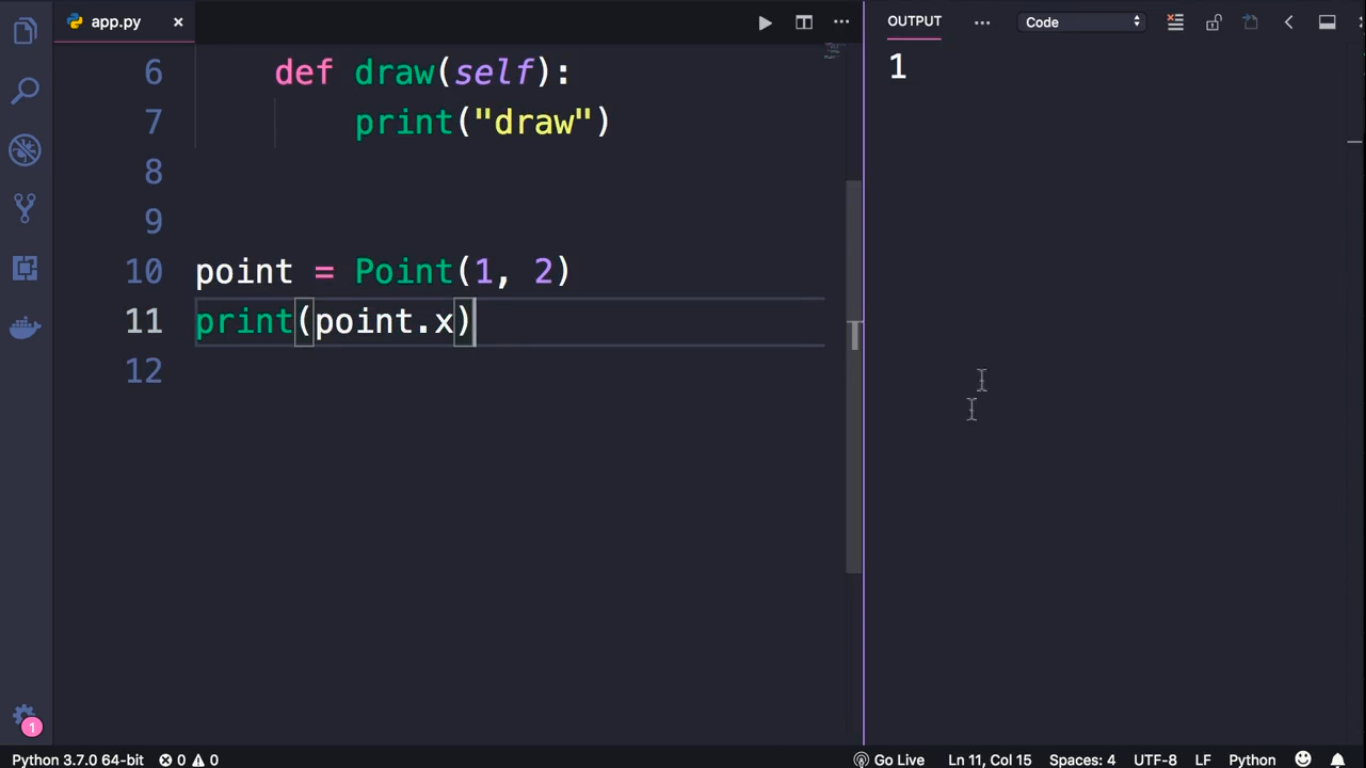 app.py
OUTPUT
Code
1
6 def draw(self):
7 print("draw")
8
9
10 point = Point(1, 2)
11 print(point.x)
12
1
Python 3.7.0 64-bit 0 0 Go Live Ln 11, Col 15 Spaces: 4 UTF-8 LF Python